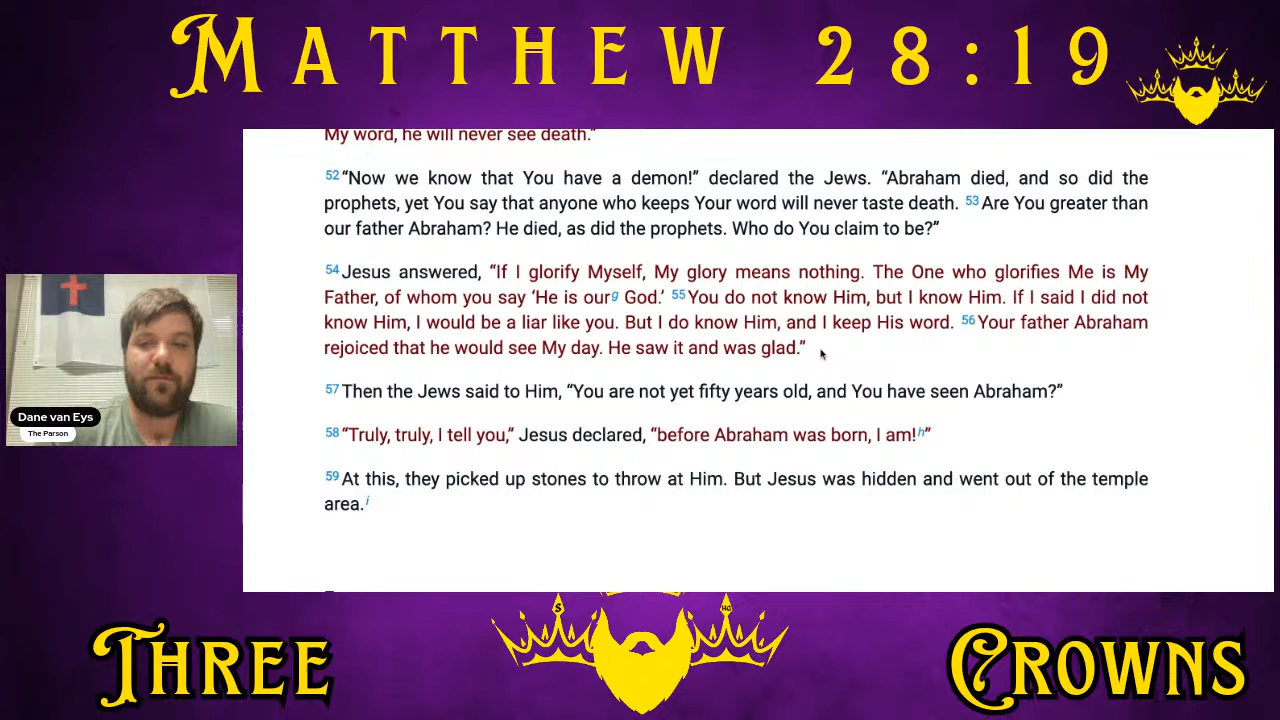 MATTHEW 28:19
My word, he will never see death.”
52 “Now we know that You have a demon!” declared the Jews. “Abraham died, and so did the
prophets, yet You say that anyone who keeps Your word will never taste death. 53 Are You greater than
our father Abraham? He died, as did the prophets. Who do You claim to be?”
54 Jesus answered, “If I glorify Myself, My glory means nothing. The One who glorifies Me is My
Father, of whom you say ‘He is our g God.’ 55 You do not know Him, but I know Him. If I said I did not
know Him, I would be a liar like you. But I do know Him, and I keep His word. 56 Your father Abraham
rejoiced that he would see My day. He saw it and was glad.”
57 Then the Jews said to Him, “You are not yet fifty years old, and You have seen Abraham?”
58 “Truly, truly, I tell you,” Jesus declared, “before Abraham was born, I am! h”
59 At this, they picked up stones to throw at Him. But Jesus was hidden and went out of the temple
area. i
Dane van Eys
The Parson
S
HG
THREE
CROWNS